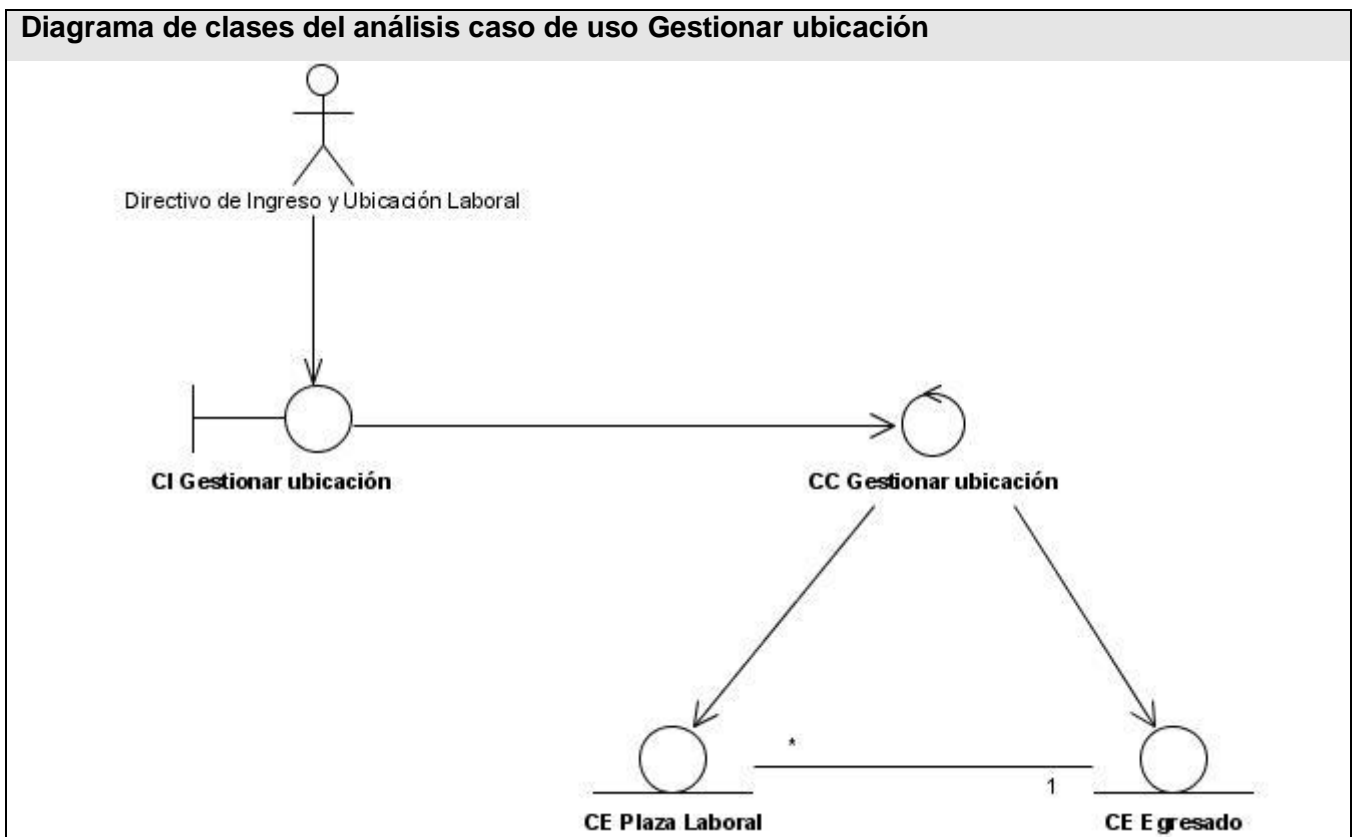 Diagrama de clases del análisis caso de uso Gestionar ubicación
Directivo de Ingreso y Ubicación Laboral
CI Gestionar ubicación
CC Gestionar ubicación
*
1
CE Plaza Laboral
CE Egresado